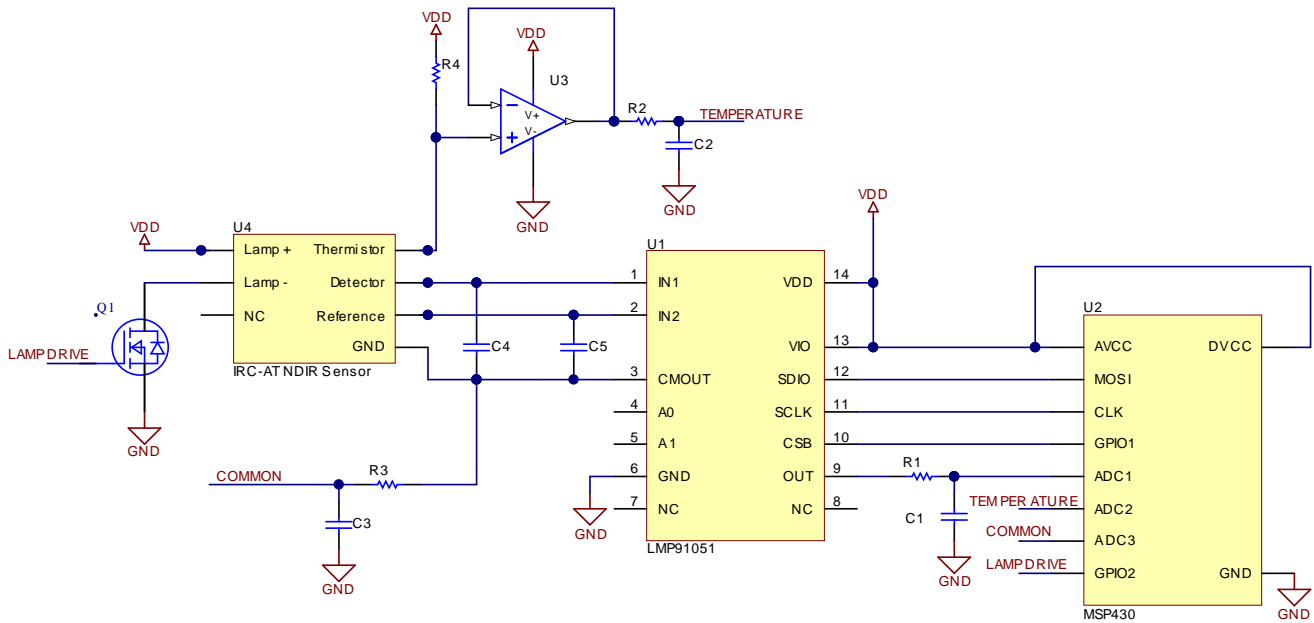 VDD
R4
VDD
U3
V+
V-
R2
TEMPERATURE
C2
GND
GND
VDD
U4
Lamp+ Thermistor
Lamp- Detector
NC Reference
GND
IRC-AT NDIR Sensor
Q1
LAMPDRIVE
GND
C4
C5
COMMON
R3
C3
GND
VDD
U1
1 IN1 VDD 14
2 IN2
VIO 13
3 CMOUT SDIO 12
4 A0 SCLK 11
5 A1 CSB 10
6 GND OUT 9
7 NC NC 8
LMP91051
GND
R1
C1
GND
U2
AVCC DVCC
MOSI
CLK
GPIO1
ADC1
TEMPERATURE ADC2
COMMON ADC3
LAMPDRIVE GPIO2 GND
MSP430
GND